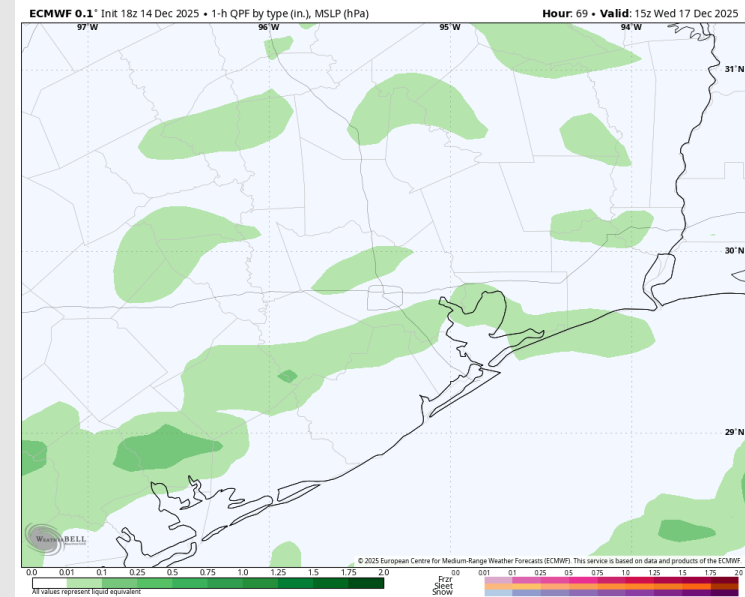 ECMWF 0.1° Init 18z 14 Dec 2025 • 1-h QPF by type (in.), MSLP (hPa)
Hour: 69 • Valid: 15z Wed 17 Dec 2025
97°W 96°W 95°W 94°W
31°N
30°N
29°N
WEATHERBELL
© 2025 European Centre for Medium-Range Weather Forecasts (ECMWF). This service is based on data and products of the ECMWF.
0.0 0.01 0.1 0.25 0.5 0.75 1.0 1.25 1.5 1.75 2.0
All values represent liquid equivalent
0.0 .01 0.1 0.25 0.5 0.75 1.0 1.25 1.5 1.75 2.0
Frzr
Sleet
Snow